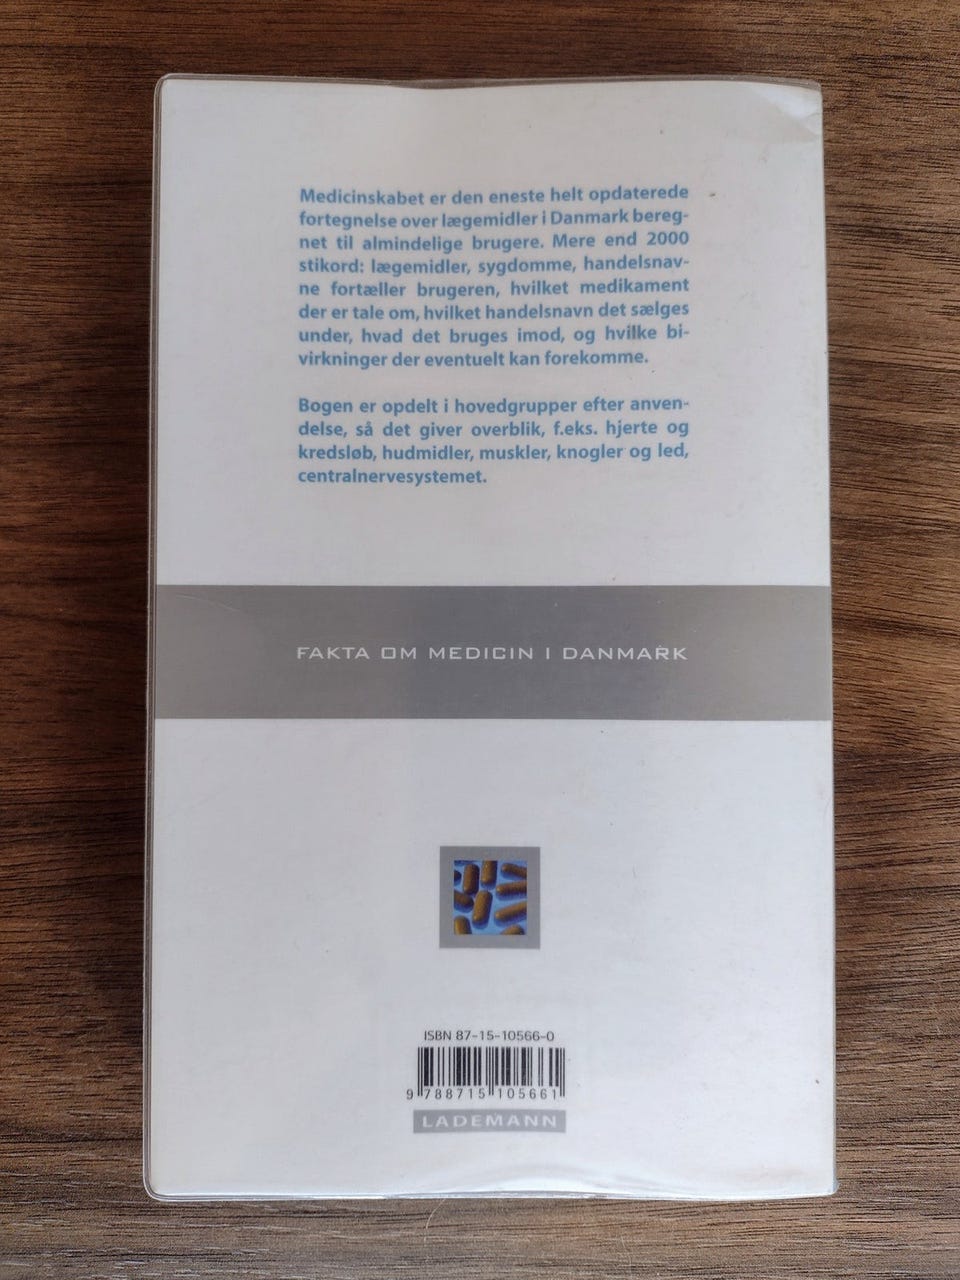 Medicinskabet er den eneste helt opdaterede
fortegnelse over lægemidler i Danmark bereg-
net til almindelige brugere. Mere end 2000
stikord: lægemidler, sygdomme, handelsnav-
ne fortæller brugeren, hvilket medikament
der er tale om, hvilket handelsnavn det sælges
under, hvad det bruges imod, og hvilke bi-
virkninger der eventuelt kan forekomme.
Bogen er opdelt i hovedgrupper efter anven-
delse, så det giver overblik, f.eks. hjerte og
kredsløb, hudmidler, muskler, knogler og led,
centralnervesystemet.
FAKTA OM MEDICIN I DANMARK
ISBN 87-15-10566-0
9 788715 105661
LADEMANN